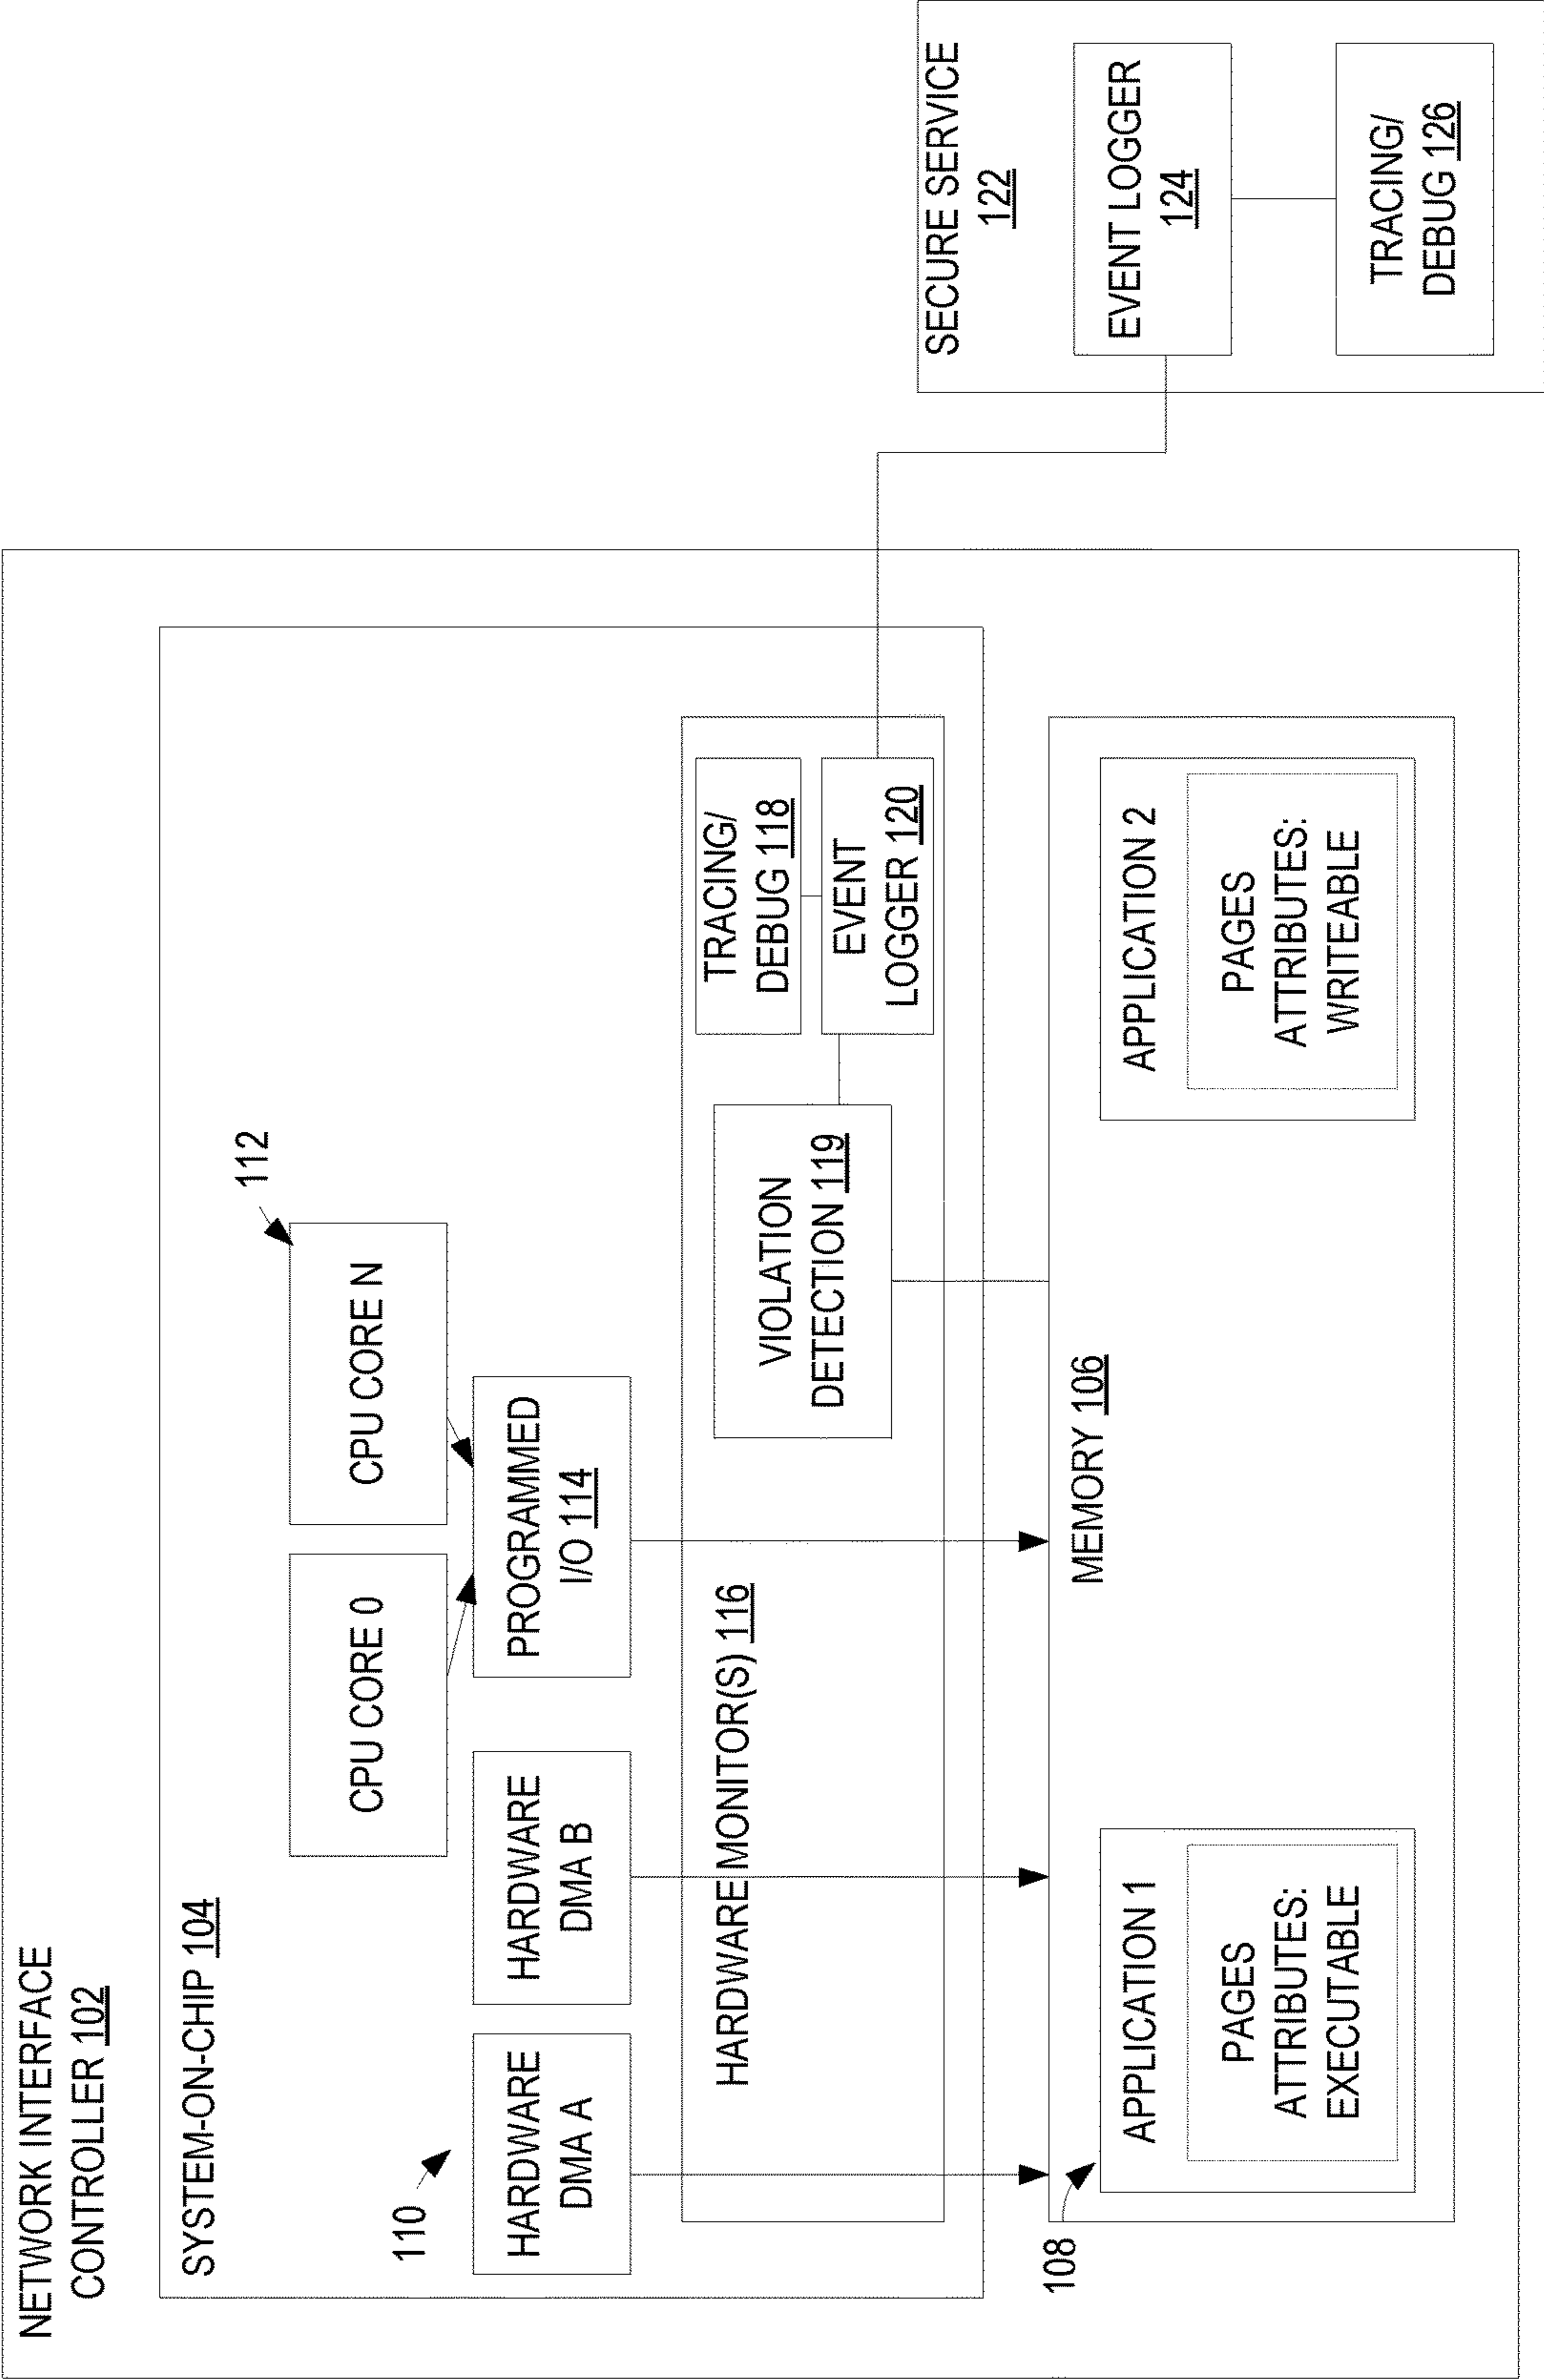 NETWORK INTERFACE
CONTROLLER 102
SYSTEM-ON-CHIP 104
CPU CORE 0
CPU CORE N
112
110
HARDWARE
DMA A
HARDWARE
DMA B
PROGRAMMED
I/O 114
HARDWARE MONITOR(S) 116
VIOLATION
DETECTION 119
TRACING/
DEBUG 118
EVENT
LOGGER 120
108
MEMORY 106
APPLICATION 1
PAGES
ATTRIBUTES:
EXECUTABLE
APPLICATION 2
PAGES
ATTRIBUTES:
WRITEABLE
SECURE SERVICE
122
EVENT LOGGER
124
TRACING/
DEBUG 126